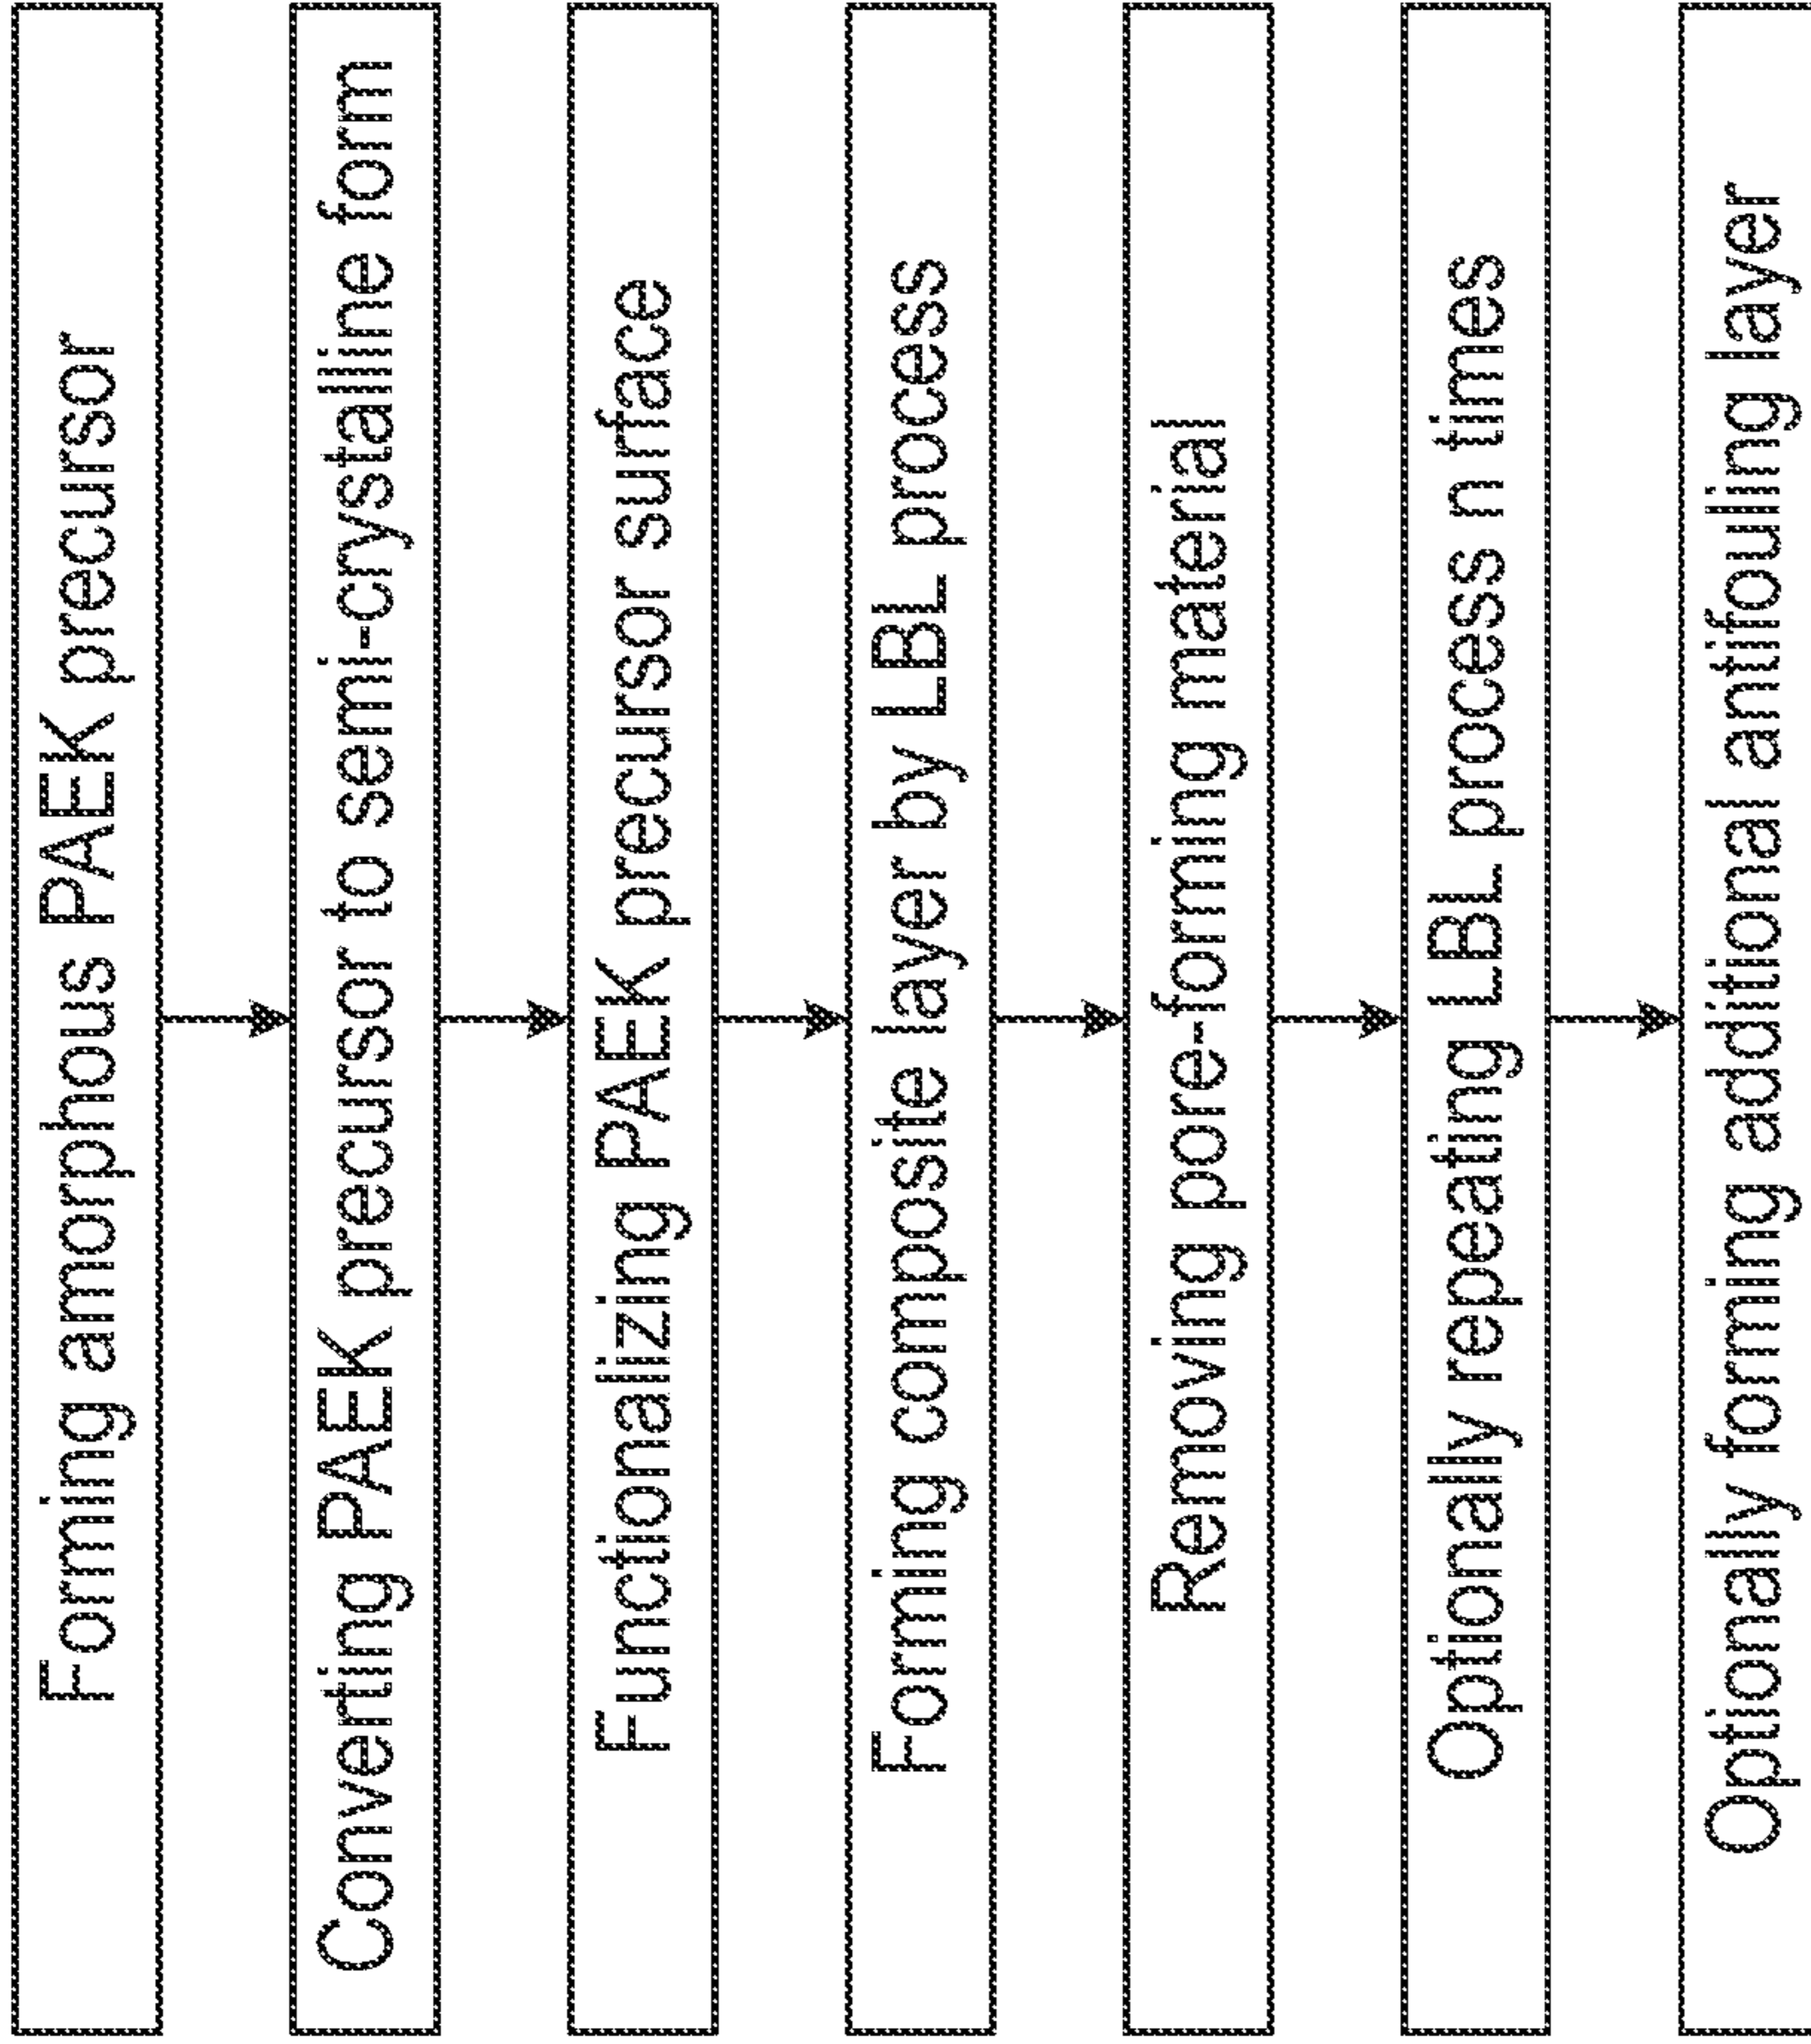 Forming amorphous PAEK precursor
Converting PAEK precursor to semi-crystalline form
Functionalizing PAEK precursor surface
Forming composite layer by LBL process
Removing pore-forming material
Optionally repeating LBL process n times
Optionally forming additional antifouling layer